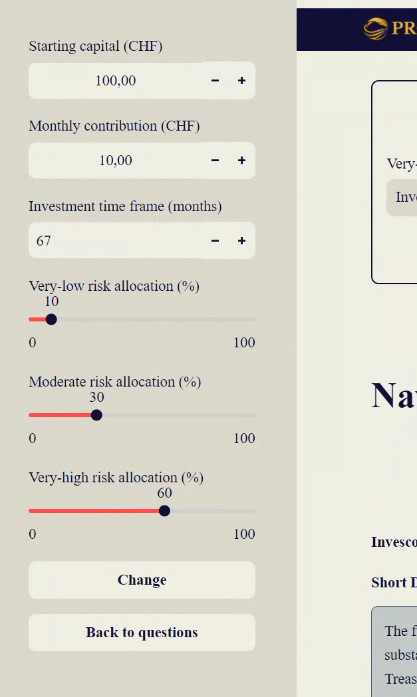 PR
Starting capital (CHF)
100,00
− +
Monthly contribution (CHF)
10,00
− +
Investment time frame (months)
67
− +
Very-low risk allocation (%)
10
0 100
Moderate risk allocation (%)
30
0 100
Very-high risk allocation (%)
60
0 100
Change
Back to questions
Very-
Inve
Nav
Invesco
Short D
The f
substa
Treas